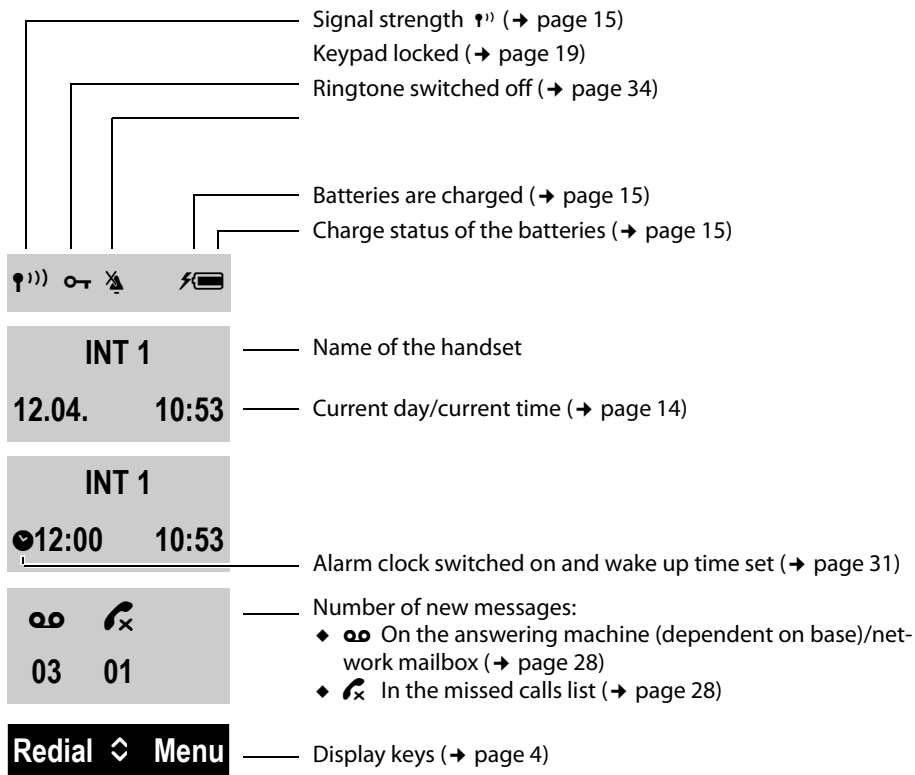 Signal strength (➔ page 15)
Keypad locked (➔ page 19)
Ringtone switched off (➔ page 34)
Batteries are charged (➔ page 15)
Charge status of the batteries (➔ page 15)
INT 1
Name of the handset
12.04. 10:53
Current day/current time (➔ page 14)
INT 1
12:00 10:53
Alarm clock switched on and wake up time set (➔ page 31)
Number of new messages:
◆ On the answering machine (dependent on base)/net-
work mailbox (➔ page 28)
◆ In the missed calls list (➔ page 28)
03 01
Redial Menu
Display keys (➔ page 4)